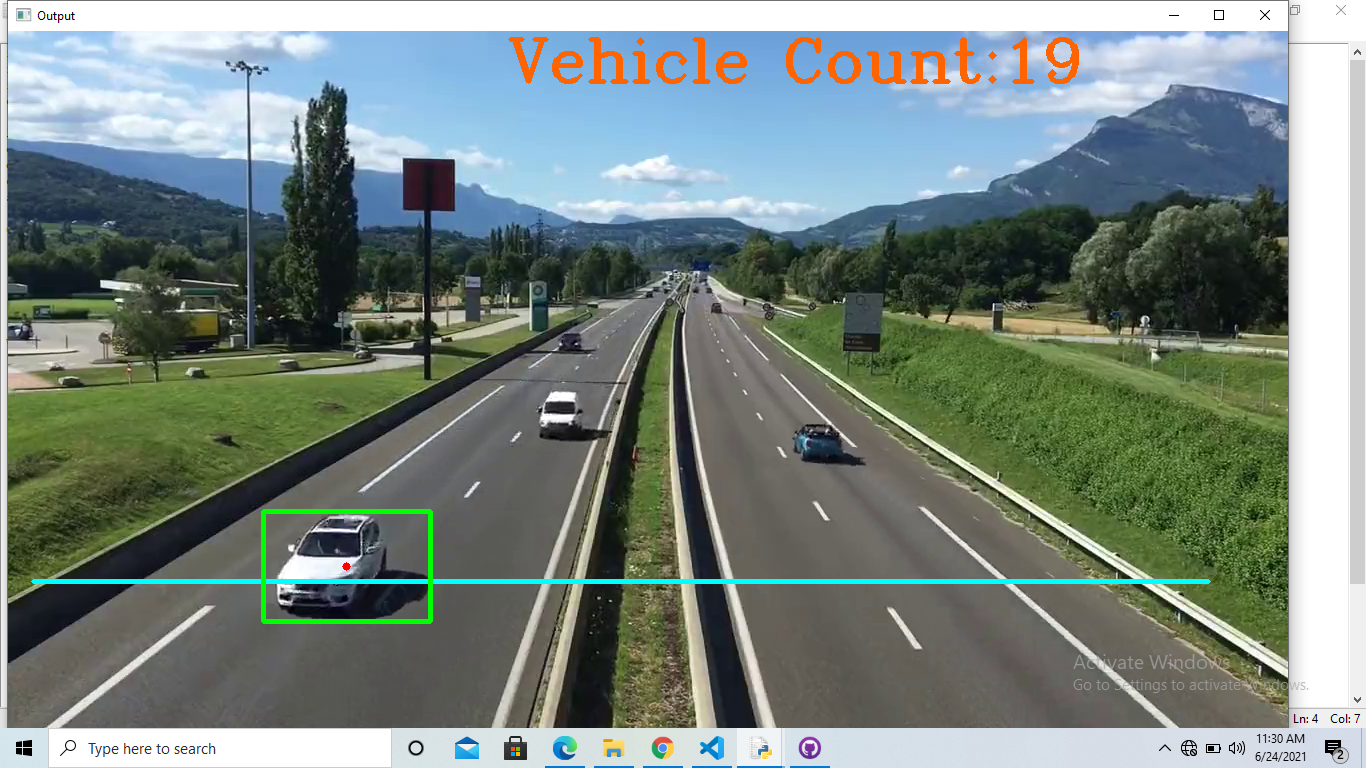 Output
Vehicle Count:19
Activate Windows
Go to Settings to activate Windows.
Ln: 4 Col: 7
Type here to search
11:30 AM
6/24/2021
2